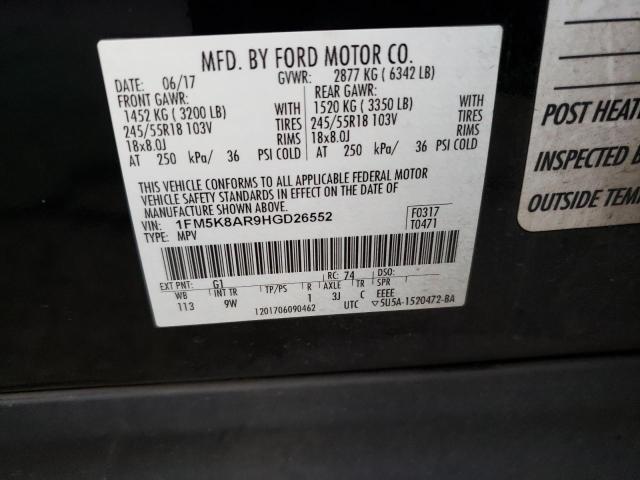 MFD. BY FORD MOTOR CO.
DATE: 06/17 GVWR: 2877 KG ( 6342 LB)
FRONT GAWR: REAR GAWR:
1452 KG ( 3200 LB) WITH 1520 KG ( 3350 LB) WITH
245/55R18 103V TIRES 245/55R18 103V TIRES
18x8.0J RIMS 18x8.0J RIMS
AT 250 kPa/ 36 PSI COLD AT 250 kPa/ 36 PSI COLD
THIS VEHICLE CONFORMS TO ALL APPLICABLE FEDERAL MOTOR
VEHICLE SAFETY STANDARDS IN EFFECT ON THE DATE OF
MANUFACTURE SHOWN ABOVE.
VIN: 1FM5K8AR9HGD26552 F0317
TYPE: MPV T0471
EXT PNT: G1 RC: 74 DSO:
WB INT TR TP/PS R AXLE TR SPR
113 9W 1 3J C EEEE
1201706090462 UTC ▽5U5A-1520472-BA
POST HEATI
INSPECTED B
OUTSIDE TEM